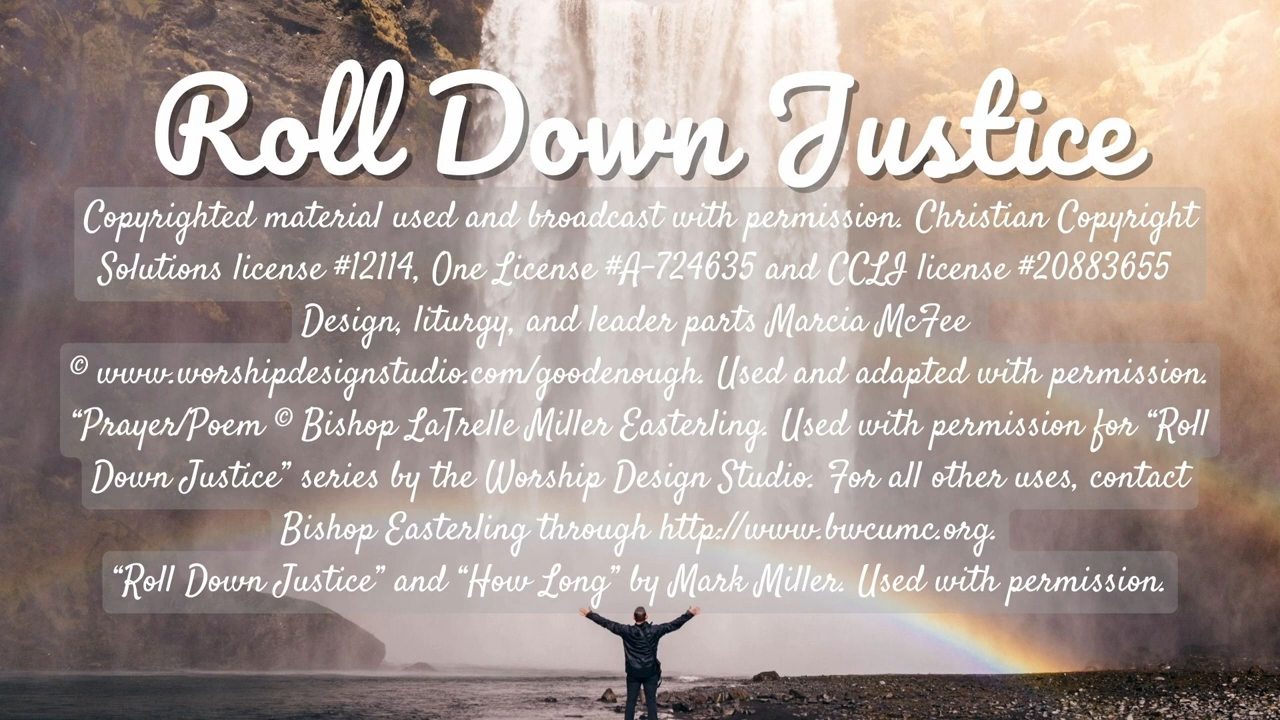 Roll Down Justice
Copyrighted material used and broadcast with permission. Christian Copyright
Solutions license #12114, One License #A-724635 and CCLI license #20883655
Design, liturgy, and leader parts Marcia McFee
© www.worshipdesignstudio.com/goodenough. Used and adapted with permission.
“Prayer/Poem © Bishop LaTrelle Miller Easterling. Used with permission for “Roll
Down Justice” series by the Worship Design Studio. For all other uses, contact
Bishop Easterling through http://www.bwcumc.org.
“Roll Down Justice” and “How Long” by Mark Miller. Used with permission.